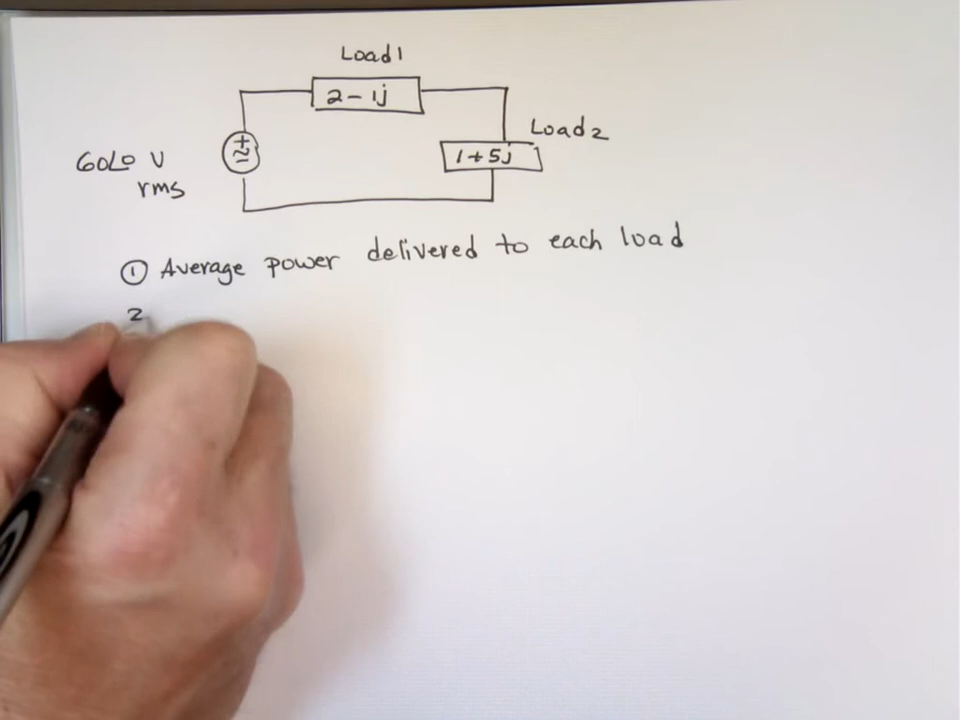 Load1
2-1j
Load2
60∠0 V
rms
1+5j
① Average power delivered to each load
2